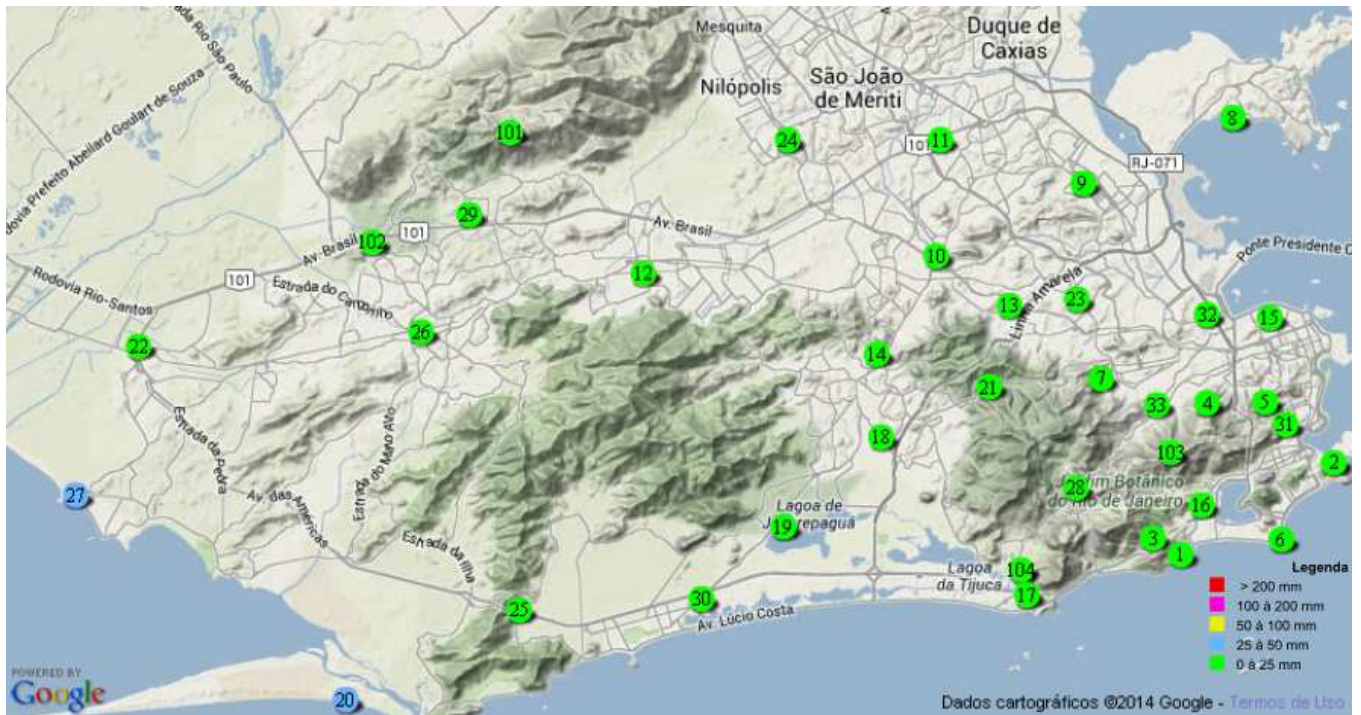 Estrada Rio São Paulo
Mesquita
Av. Brasil
Duque de
Caxias
Nilópolis
São João
de Meriti
101
24
101
11
8
RJ-071
9
Rodovia Prefeito Abeilard Goulart de Souza
29
101
102
Av. Brasil
Av. Brasil
10
Ponte Presidente C
12
Rodovia Rio-Santos
101
Estrada do Campinho
13
Linha Amarela
23
32
15
22
26
14
21
7
33
4
5
31
18
103
2
Estrada da Pedra
Estrada do Mato Alto
27
Av. das Américas
28
Jardim Botânico
do Rio de Janeiro
16
19
Lagoa de
Jacarepaguá
Estrada da Ilha
3
1
6
Lagoa
da Tijuca
104
17
25
30
Av. Lúcio Costa
20
Legenda
> 200 mm
100 à 200 mm
50 à 100 mm
25 à 50 mm
0 à 25 mm
POWERED BY
Google
Dados cartográficos ©2014 Google - Termos de Uso